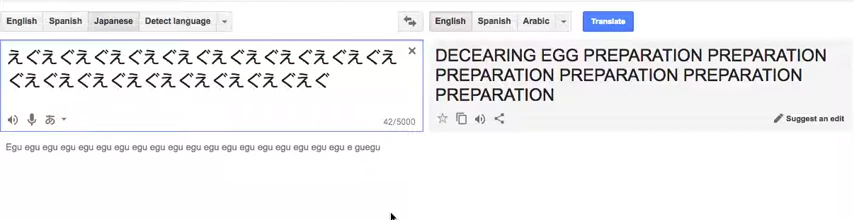 English Spanish Japanese Detect language
English Spanish Arabic Translate
えぐえぐえぐえぐえぐえぐえぐえぐえぐえぐえぐえ
ぐえぐえぐえぐえぐえぐえぐえぐえぐえぐ
42/5000
Egu egu egu egu egu egu egu egu egu egu egu egu egu egu egu egu egu egu egu e guegu
DECEARING EGG PREPARATION PREPARATION
PREPARATION PREPARATION PREPARATION
PREPARATION
Suggest an edit